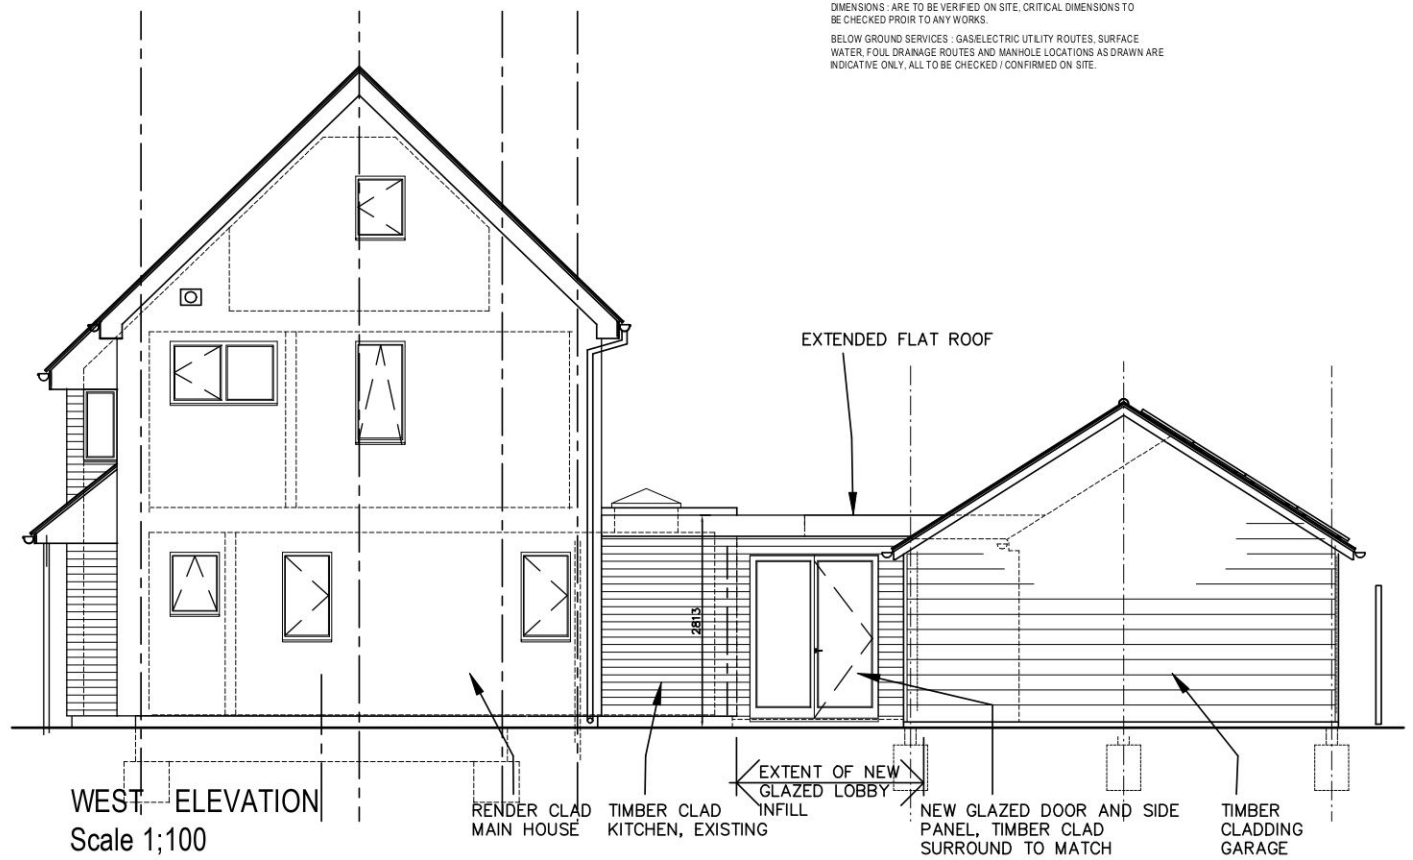 DIMENSIONS : ARE TO BE VERIFIED ON SITE, CRITICAL DIMENSIONS TO
BE CHECKED PROIR TO ANY WORKS.
BELOW GROUND SERVICES : GAS/ELECTRIC UTILITY ROUTES, SURFACE
WATER, FOUL DRAINAGE ROUTES AND MANHOLE LOCATIONS AS DRAWN ARE
INDICATIVE ONLY, ALL TO BE CHECKED / CONFIRMED ON SITE.
EXTENDED FLAT ROOF
2813
EXTENT OF NEW
GLAZED LOBBY
INFILL
WEST ELEVATION
Scale 1;100
RENDER CLAD
MAIN HOUSE
TIMBER CLAD
KITCHEN, EXISTING
NEW GLAZED DOOR AND SIDE
PANEL, TIMBER CLAD
SURROUND TO MATCH
TIMBER
CLADDING
GARAGE